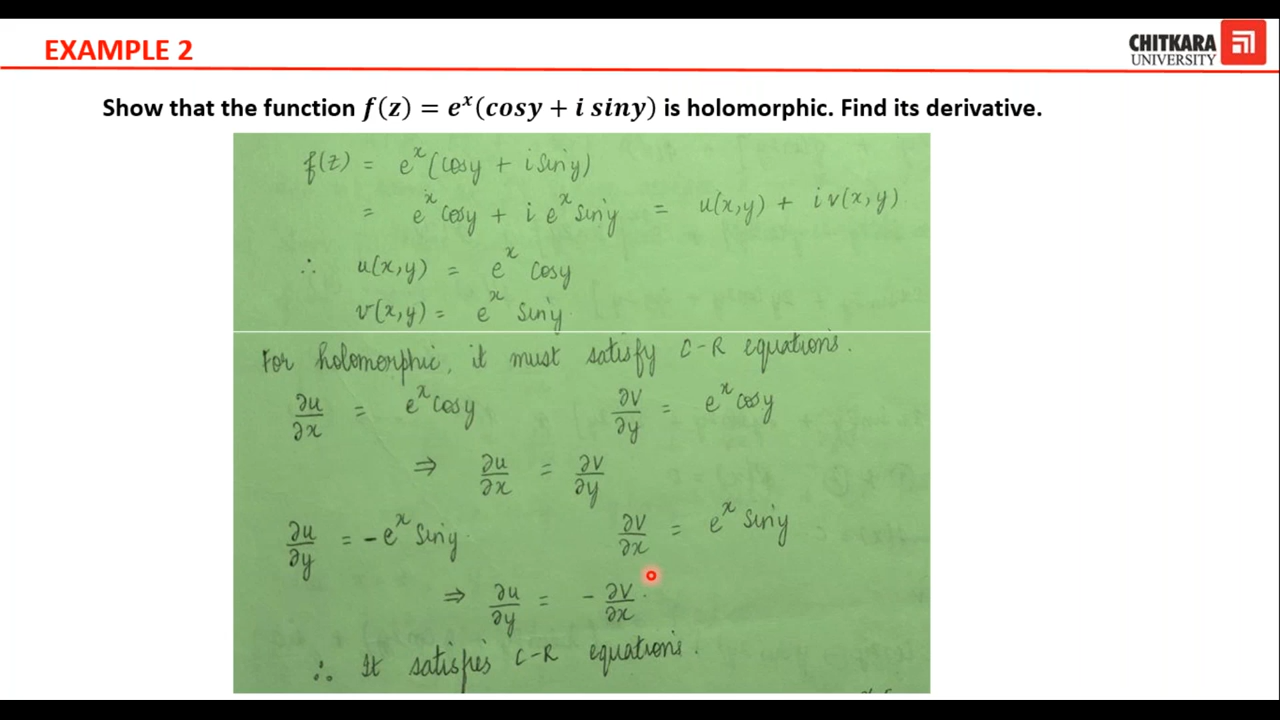 EXAMPLE 2
CHITKARA
UNIVERSITY
Show that the function f(z) = e^x(cosy + i siny) is holomorphic. Find its derivative.
f(z) = e^x (cosy + i siny)
= e^x cosy + i e^x siny = u(x,y) + i v(x,y)
∴ u(x,y) = e^x cosy
v(x,y) = e^x siny
For holomorphic, it must satisfy C-R equations.
∂u/∂x = e^x cosy ∂v/∂y = e^x cosy
⇒ ∂u/∂x = ∂v/∂y
∂u/∂y = -e^x siny ∂v/∂x = e^x siny
⇒ ∂u/∂y = - ∂v/∂x.
∴ It satisfies C-R equations.